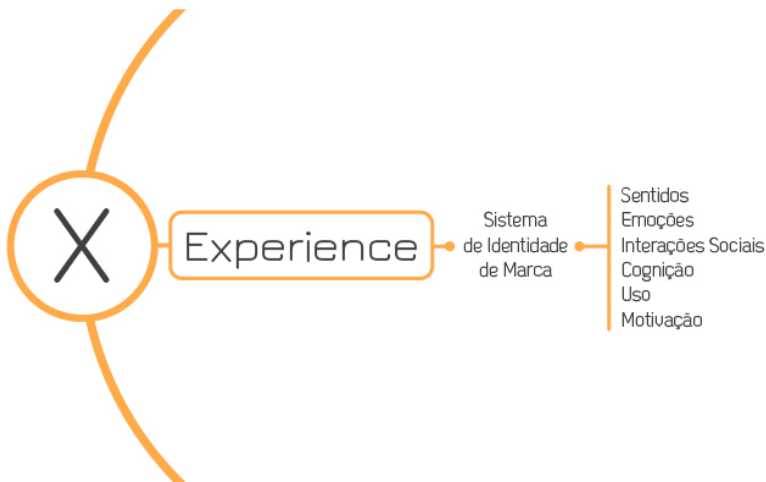 X
Experience
Sistema
de Identidade
de Marca
Sentidos
Emoções
Interações Sociais
Cognição
Uso
Motivação